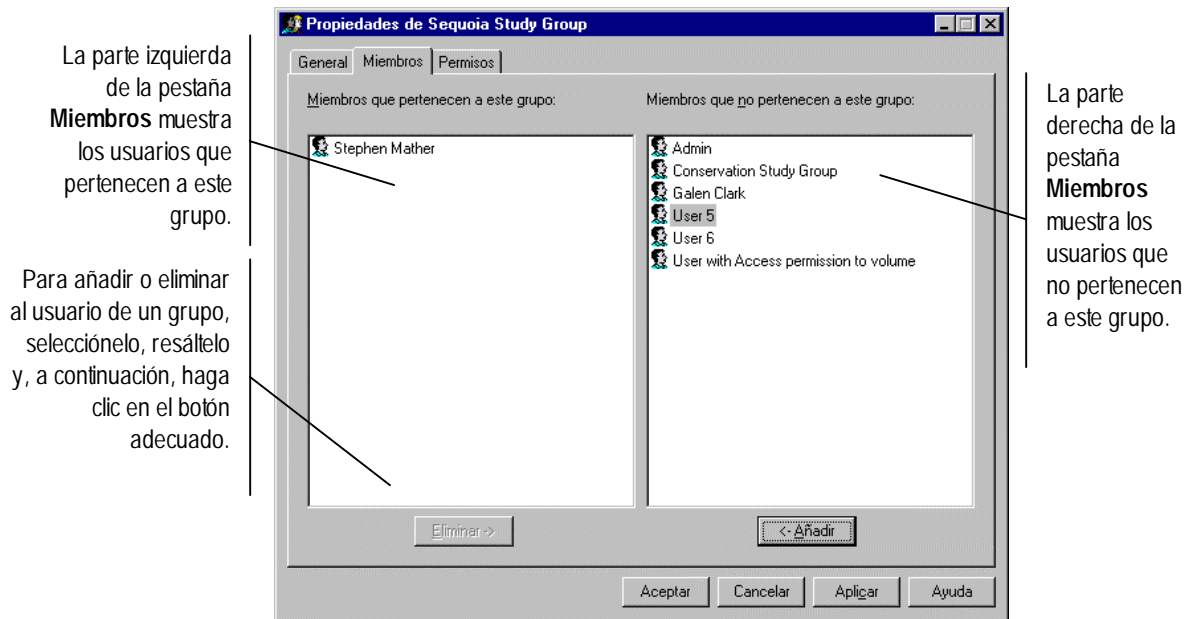 Propiedades de Sequoia Study Group
La parte izquierda
de la pestaña
Miembros muestra
los usuarios que
pertenecen a este
grupo.
Para añadir o eliminar
al usuario de un grupo,
selecciónelo, resáltelo
y, a continuación, haga
clic en el botón
adecuado.
General Miembros Permisos
Miembros que pertenecen a este grupo:
Stephen Mather
Eliminar ->
Miembros que no pertenecen a este grupo:
Admin
Conservation Study Group
Galen Clark
User 5
User 6
User with Access permission to volume
<- Añadir
Aceptar Cancelar Aplicar Ayuda
La parte
derecha de la
pestaña
Miembros
muestra los
usuarios que
no pertenecen
a este grupo.